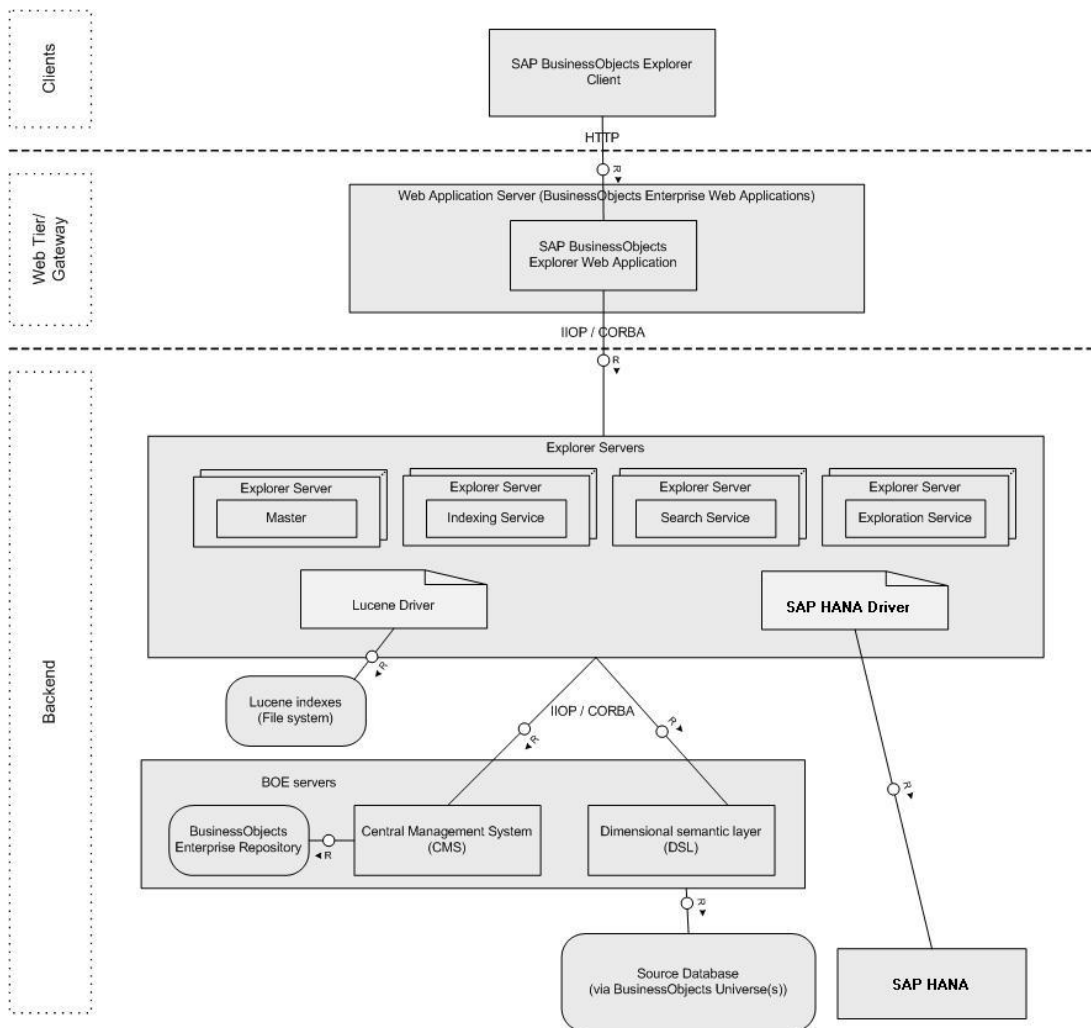 Clients
SAP BusinessObjects Explorer
Client
HTTP
R
Web Tier/
Gateway
Web Application Server (BusinessObjects Enterprise Web Applications)
SAP BusinessObjects
Explorer Web Application
IIOP / CORBA
R
Backend
Explorer Servers
Explorer Server
Master
Explorer Server
Indexing Service
Explorer Server
Search Service
Explorer Server
Exploration Service
Lucene Driver
SAP HANA Driver
R
Lucene indexes
(File system)
IIOP / CORBA
R
R
R
BOE servers
BusinessObjects
Enterprise Repository
R
Central Management System
(CMS)
Dimensional semantic layer
(DSL)
R
Source Database
(via BusinessObjects Universe(s))
SAP HANA